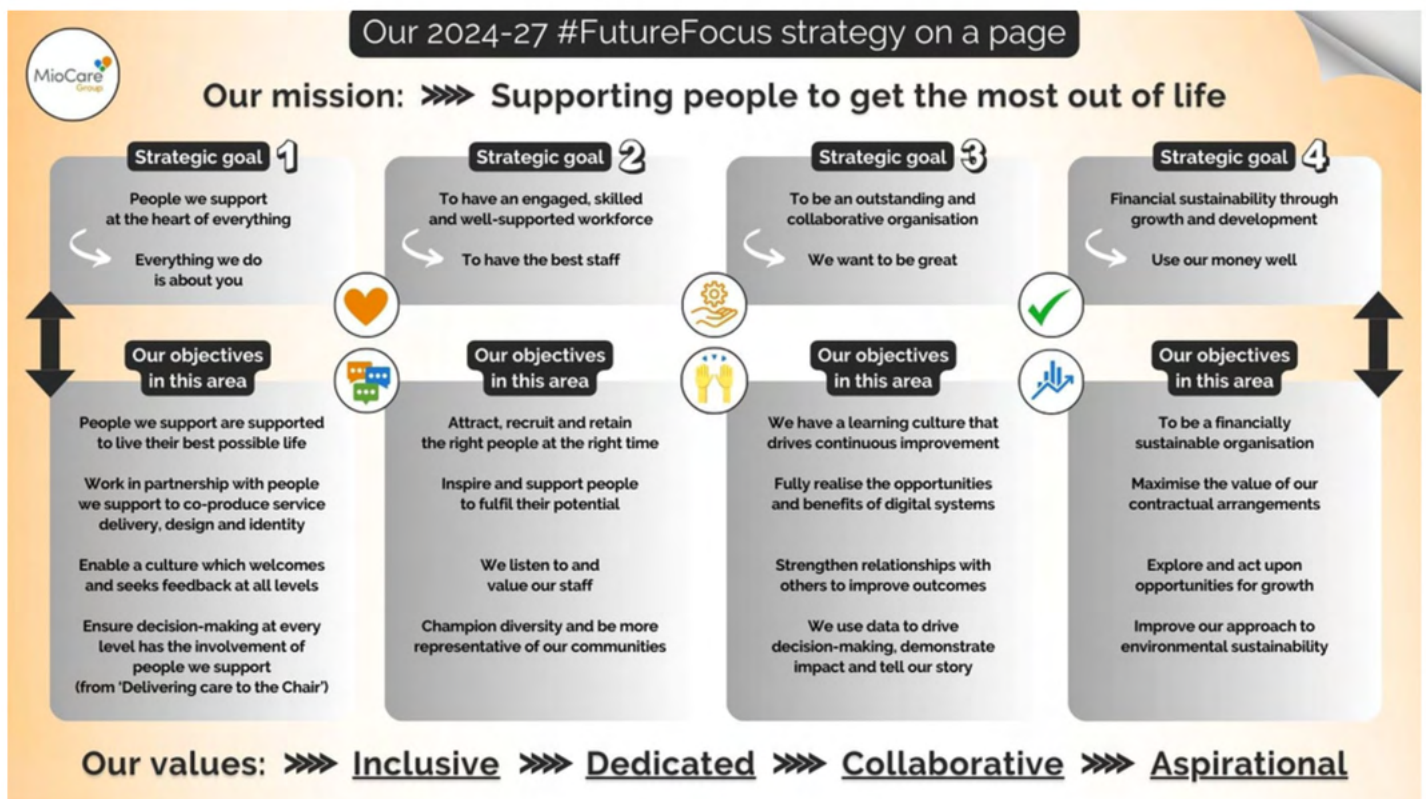 Our 2024-27 #FutureFocus strategy on a page
MioCare
Group
Our mission: Supporting people to get the most out of life
Strategic goal 1
People we support
at the heart of everything
Everything we do
is about you
Strategic goal 2
To have an engaged, skilled
and well-supported workforce
To have the best staff
Strategic goal 3
To be an outstanding and
collaborative organisation
We want to be great
Strategic goal 4
Financial sustainability through
growth and development
Use our money well
Our objectives
in this area
People we support are supported
to live their best possible life
Work in partnership with people
we support to co-produce service
delivery, design and identity
Enable a culture which welcomes
and seeks feedback at all levels
Ensure decision-making at every
level has the involvement of
people we support
(from 'Delivering care to the Chair')
Our objectives
in this area
Attract, recruit and retain
the right people at the right time
Inspire and support people
to fulfil their potential
We listen to and
value our staff
Champion diversity and be more
representative of our communities
Our objectives
in this area
We have a learning culture that
drives continuous improvement
Fully realise the opportunities
and benefits of digital systems
Strengthen relationships with
others to improve outcomes
We use data to drive
decision-making, demonstrate
impact and tell our story
Our objectives
in this area
To be a financially
sustainable organisation
Maximise the value of our
contractual arrangements
Explore and act upon
opportunities for growth
Improve our approach to
environmental sustainability
Our values: Inclusive Dedicated Collaborative Aspirational